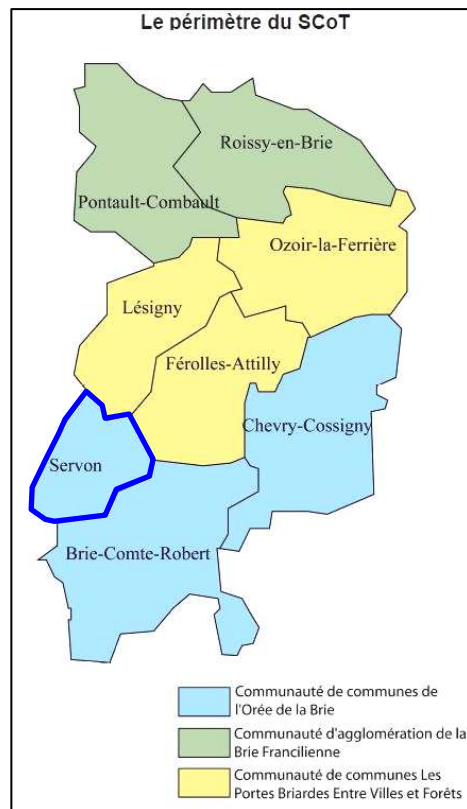 Le périmètre du SCoT
Roissy-en-Brie
Pontault-Combault
Ozoir-la-Ferrière
Lésigny
Férolles-Attilly
Chevry-Cossigny
Servon
Brie-Comte-Robert
Communauté de communes de
l'Orée de la Brie
Communauté d'agglomération de la
Brie Francilienne
Communauté de communes Les
Portes Briardes Entre Villes et Forêts